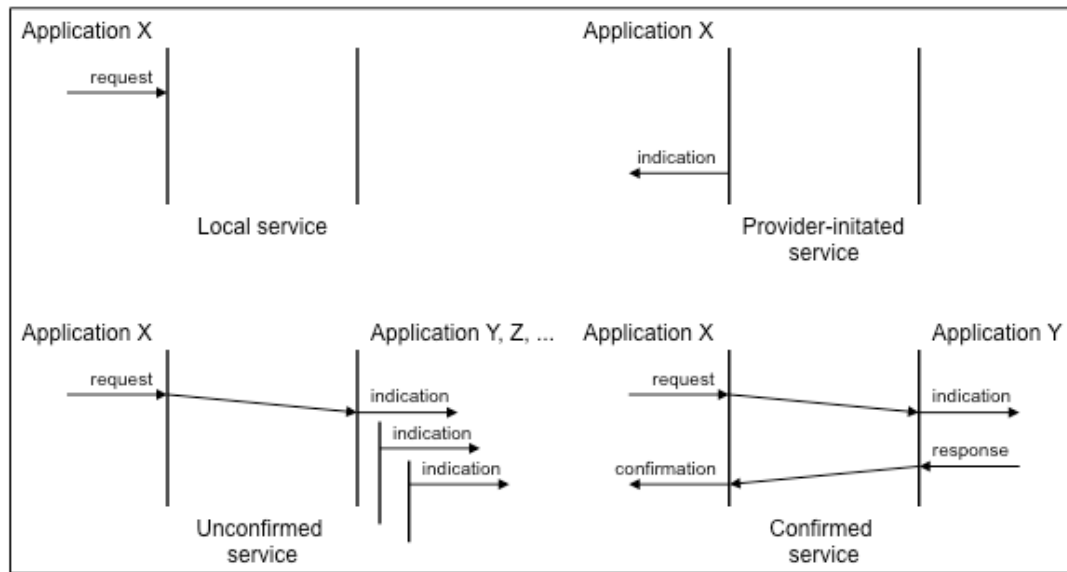 Application X
request
Local service
Application X
indication
Provider-initated
service
Application X
Application Y, Z, ...
request
indication
indication
indication
Unconfirmed
service
Application X
Application Y
request
indication
response
confirmation
Confirmed
service